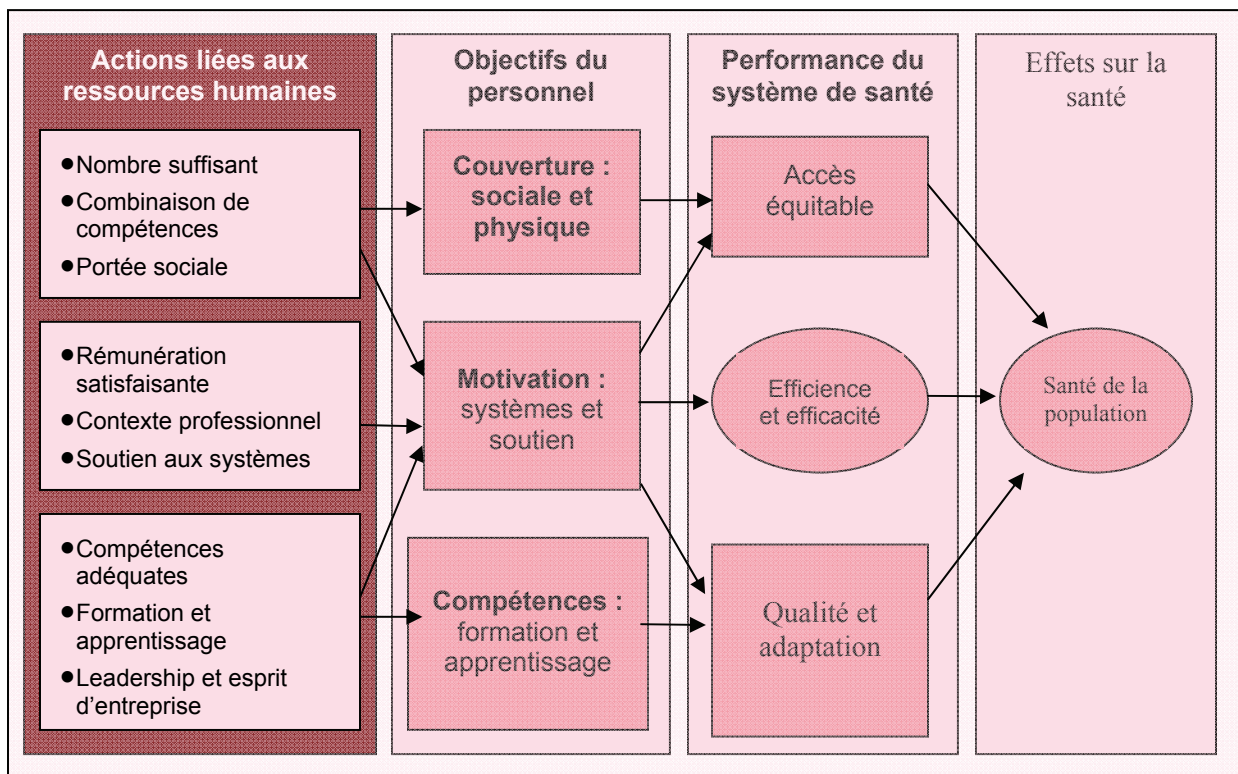 Actions liées aux
ressources humaines
●Nombre suffisant
●Combinaison de
compétences
●Portée sociale
●Rémunération
satisfaisante
●Contexte professionnel
●Soutien aux systèmes
●Compétences
adéquates
●Formation et
apprentissage
●Leadership et esprit
d’entreprise
Objectifs du
personnel
Couverture :
sociale et
physique
Motivation :
systèmes et
soutien
Compétences :
formation et
apprentissage
Performance du
système de santé
Accès
équitable
Efficience
et efficacité
Qualité et
adaptation
Effets sur la
santé
Santé de la
population